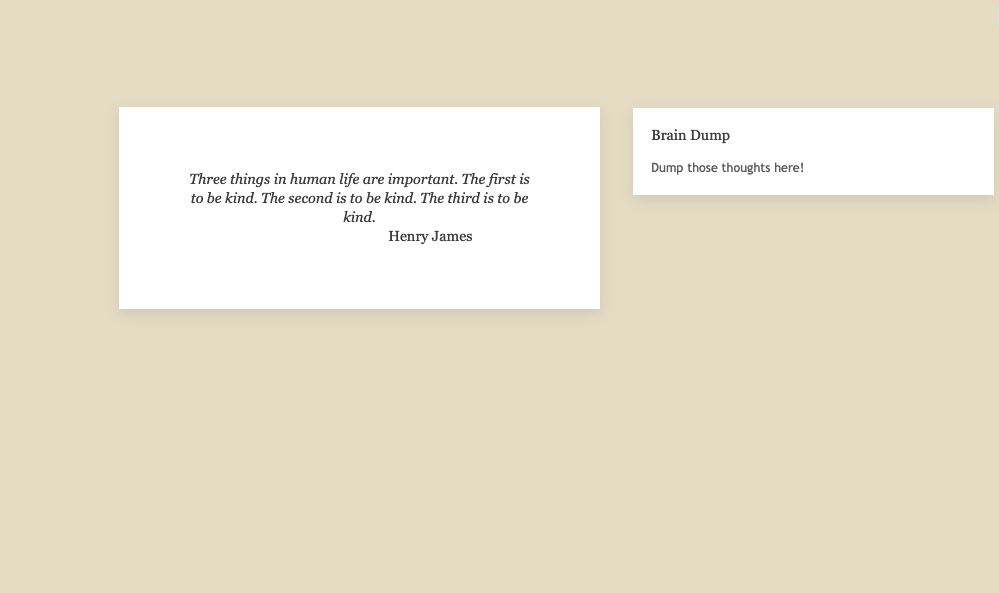 Three things in human life are important. The first is
to be kind. The second is to be kind. The third is to be
kind.
Henry James
Brain Dump
Dump those thoughts here!